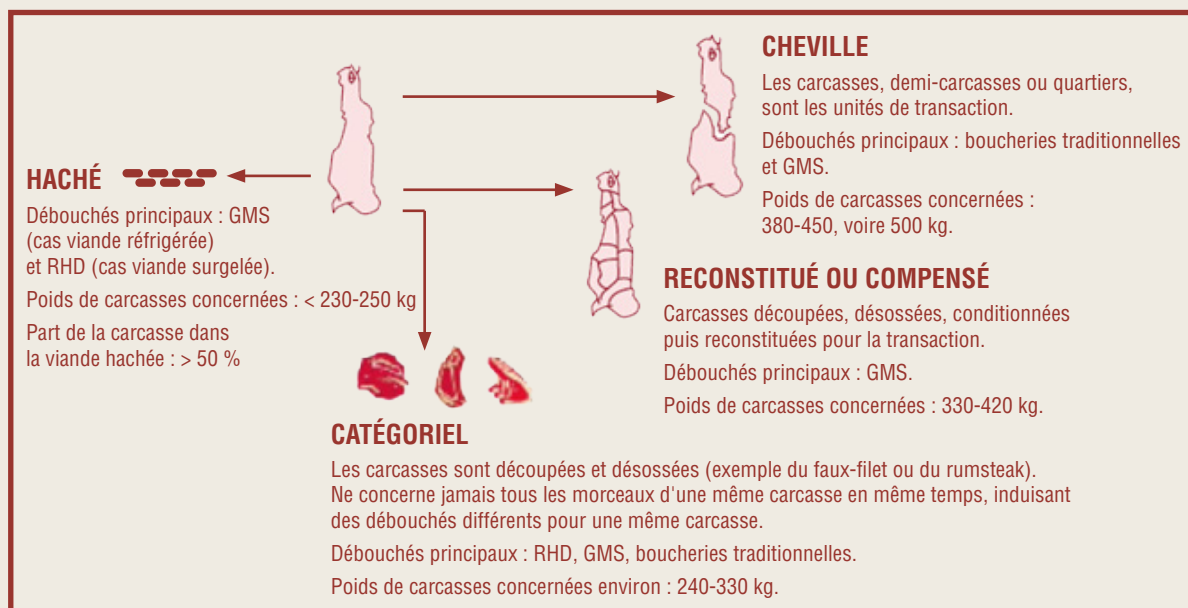 CHEVILLE
Les carcasses, demi-carcasses ou quartiers,
sont les unités de transaction.
Débouchés principaux : boucheries traditionnelles
et GMS.
Poids de carcasses concernées :
380-450, voire 500 kg.
HACHÉ
Débouchés principaux : GMS
(cas viande réfrigérée)
et RHD (cas viande surgelée).
Poids de carcasses concernées : < 230-250 kg
Part de la carcasse dans
la viande hachée : > 50 %
RECONSTITUÉ OU COMPENSÉ
Carcasses découpées, désossées, conditionnées
puis reconstituées pour la transaction.
Débouchés principaux : GMS.
Poids de carcasses concernées : 330-420 kg.
CATÉGORIEL
Les carcasses sont découpées et désossées (exemple du faux-filet ou du rumsteak).
Ne concerne jamais tous les morceaux d'une même carcasse en même temps, induisant
des débouchés différents pour une même carcasse.
Débouchés principaux : RHD, GMS, boucheries traditionnelles.
Poids de carcasses concernées environ : 240-330 kg.